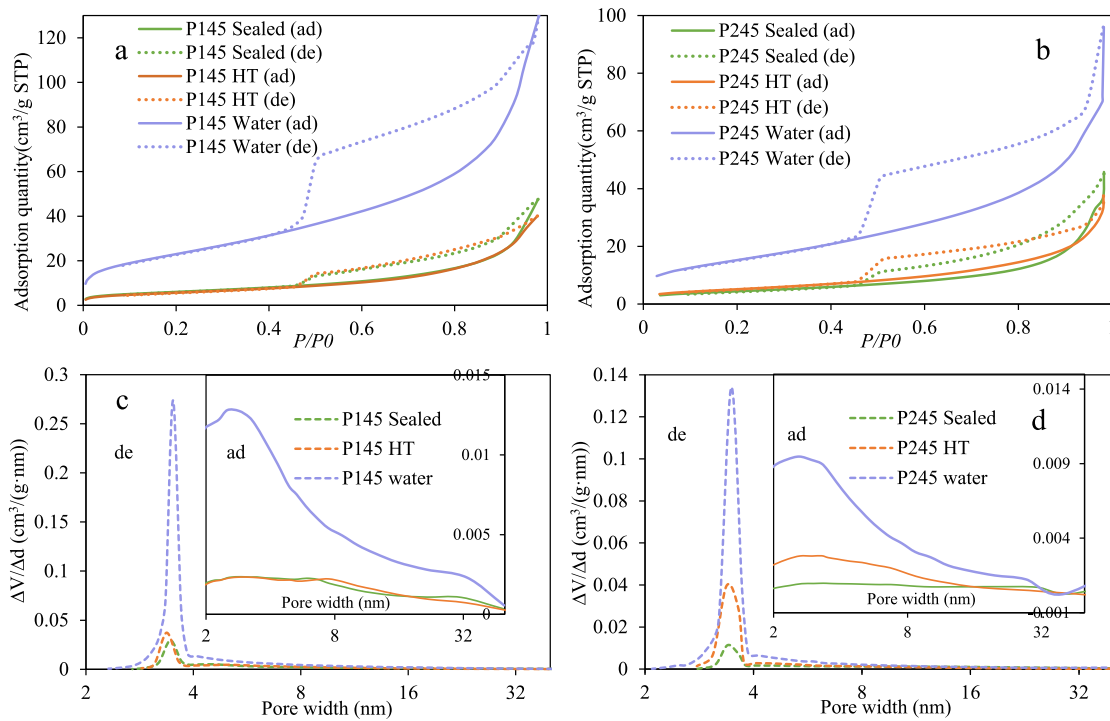 a
Adsorption quantity(cm³/g STP)
120
100
80
60
40
20
0
P145 Sealed (ad)
P145 Sealed (de)
P145 HT (ad)
P145 HT (de)
P145 Water (ad)
P145 Water (de)
0
0.2
0.4
0.6
0.8
1
P/P0
b
Adsorption quantity(cm³/g STP)
100
80
60
40
20
0
P245 Sealed (ad)
P245 Sealed (de)
P245 HT (ad)
P245 HT (de)
P245 Water (ad)
P245 Water (de)
0
0.2
0.4
0.6
0.8
1
P/P0
c
ΔV/Δd (cm³/(g·nm))
0.3
0.25
0.2
0.15
0.1
0.05
0
de
ad
P145 Sealed
P145 HT
P145 water
0.015
0.01
0.005
0
Pore width (nm)
2
8
32
2
4
8
16
32
Pore width (nm)
d
ΔV/Δd (cm³/(g·nm))
0.14
0.12
0.1
0.08
0.06
0.04
0.02
0
de
ad
P245 Sealed
P245 HT
P245 water
0.014
0.009
0.004
-0.001
Pore width (nm)
2
8
32
2
4
8
16
32
Pore width (nm)